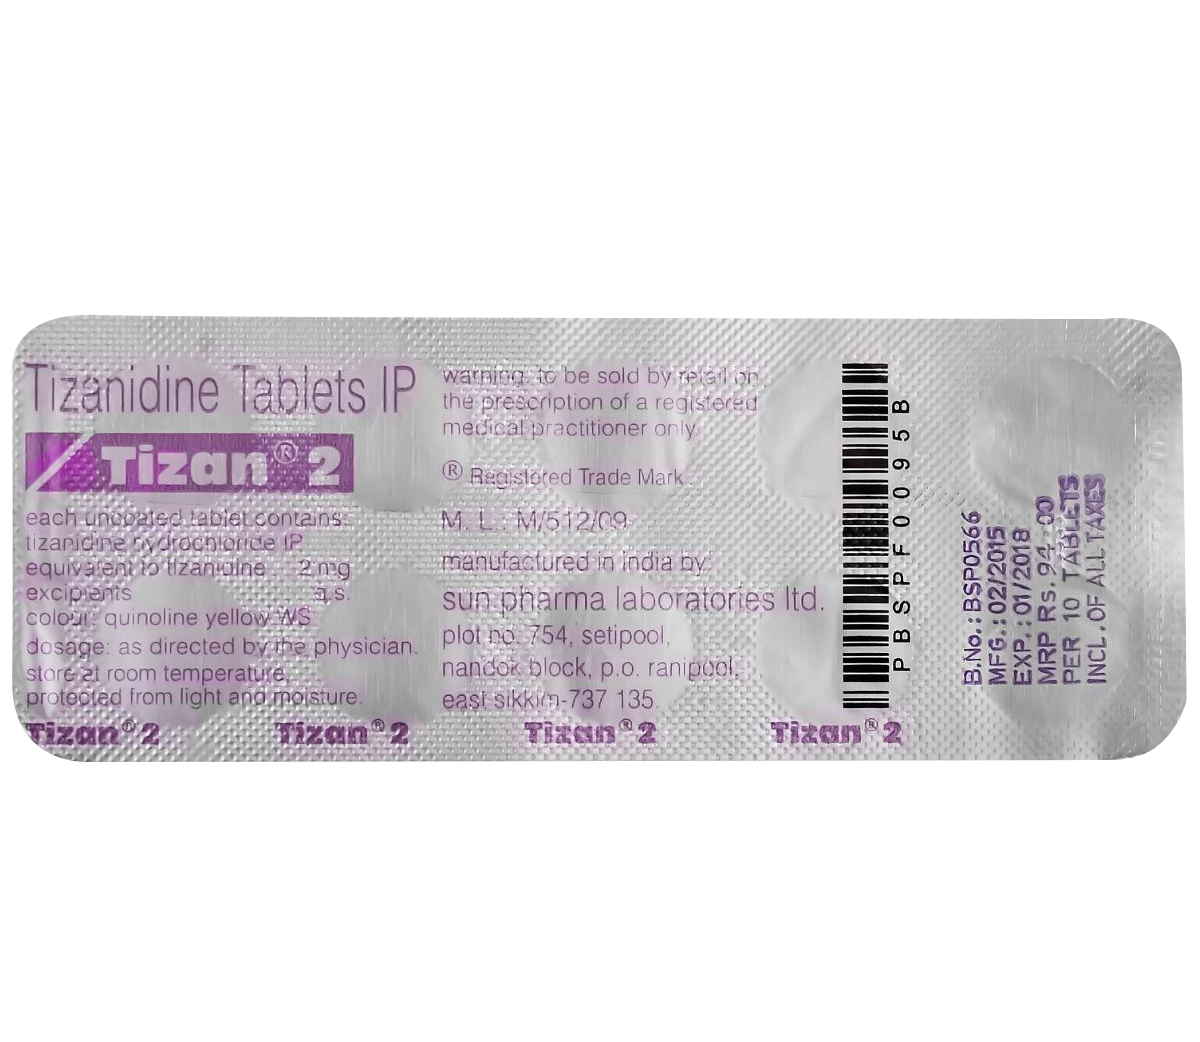 Tizanidine Tablets IP
Tizan® 2
each uncoated tablet contains:
tizanidine hydrochloride IP
equivalent to tizanidine 2 mg
excipients q.s.
colour: quinoline yellow WS
dosage: as directed by the physician.
store at room temperature,
protected from light and moisture.
warning: to be sold by retail on
the prescription of a registered
medical practitioner only.
® Registered Trade Mark
M. L.: M/512/09
manufactured in india by:
sun pharma laboratories ltd.
plot no. 754, setipool,
nandok block, p.o. ranipool,
east sikkim-737 135.
Tizan® 2 Tizan® 2 Tizan® 2 Tizan® 2
PBSPF0095B
B.No.: BSP0566
MFG.: 02/2015
EXP.: 01/2018
MRP Rs.94.00
PER 10 TABLETS
INCL. OF ALL TAXES